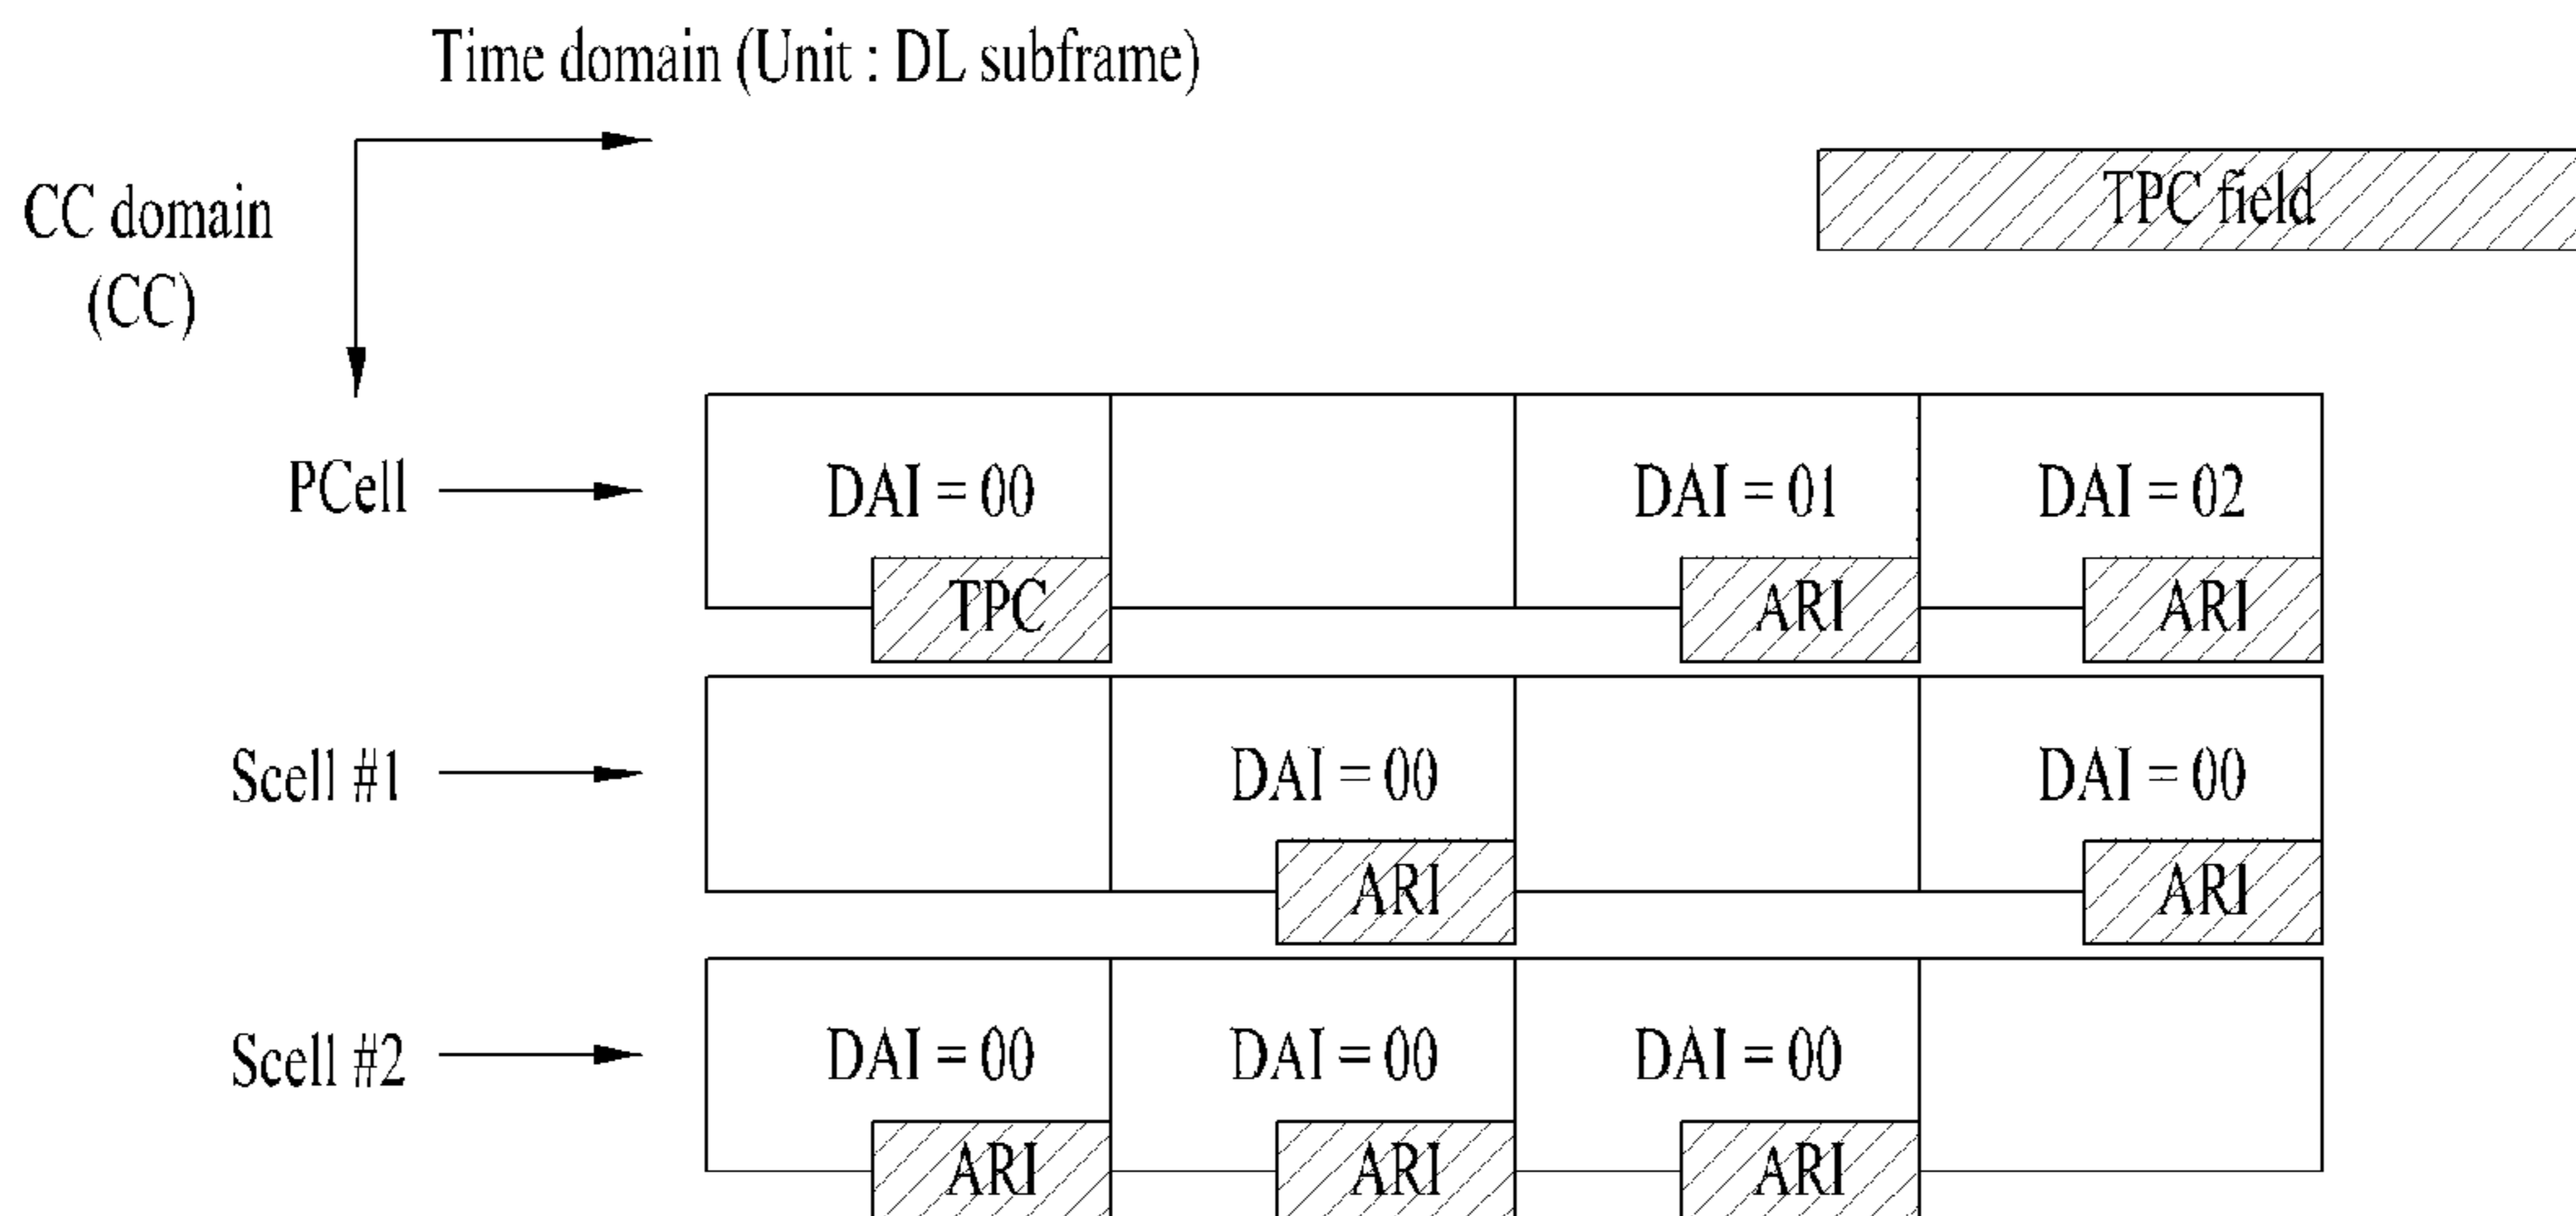 Time domain (Unit : DL subframe)
CC domain
(CC)
TPC field
PCell
DAI = 00
DAI = 01
DAI = 02
TPC
ARI
ARI
Scell #1
DAI = 00
DAI = 00
ARI
ARI
Scell #2
DAI = 00
DAI = 00
DAI = 00
ARI
ARI
ARI